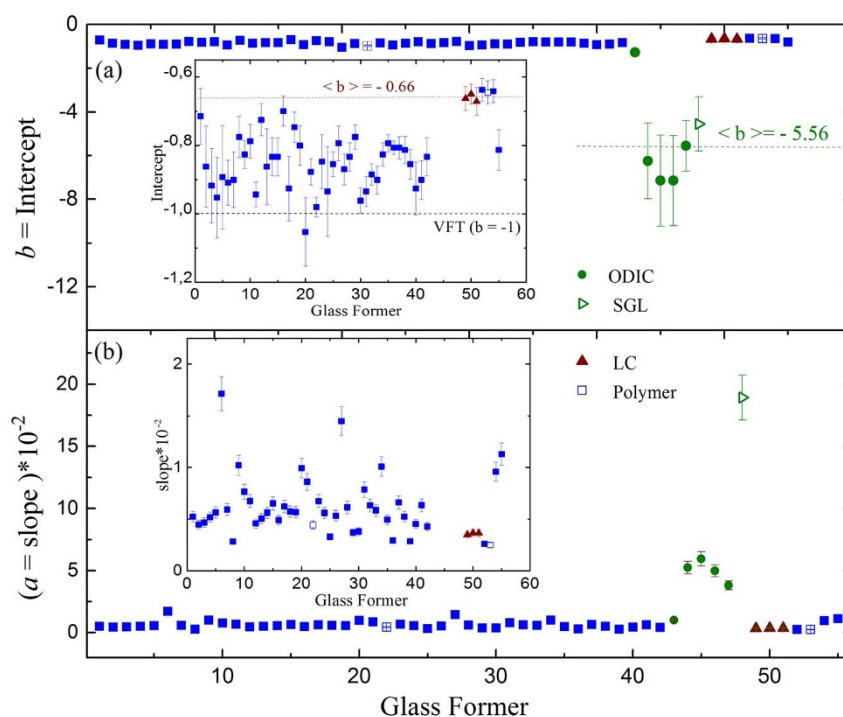 0
-4
-8
-12
b = Intercept
(a)
-0,6
-0,8
-1,0
-1,2
Intercept
< b > = - 0.66
VFT (b = -1)
0 10 20 30 40 50 60
Glass Former
< b > = - 5.56
ODIC
SGL
(b)
2
1
0
slope*10⁻²
0 10 20 30 40 50 60
Glass Former
LC
Polymer
20
15
10
5
0
(a = slope )*10⁻²
10 20 30 40 50
Glass Former